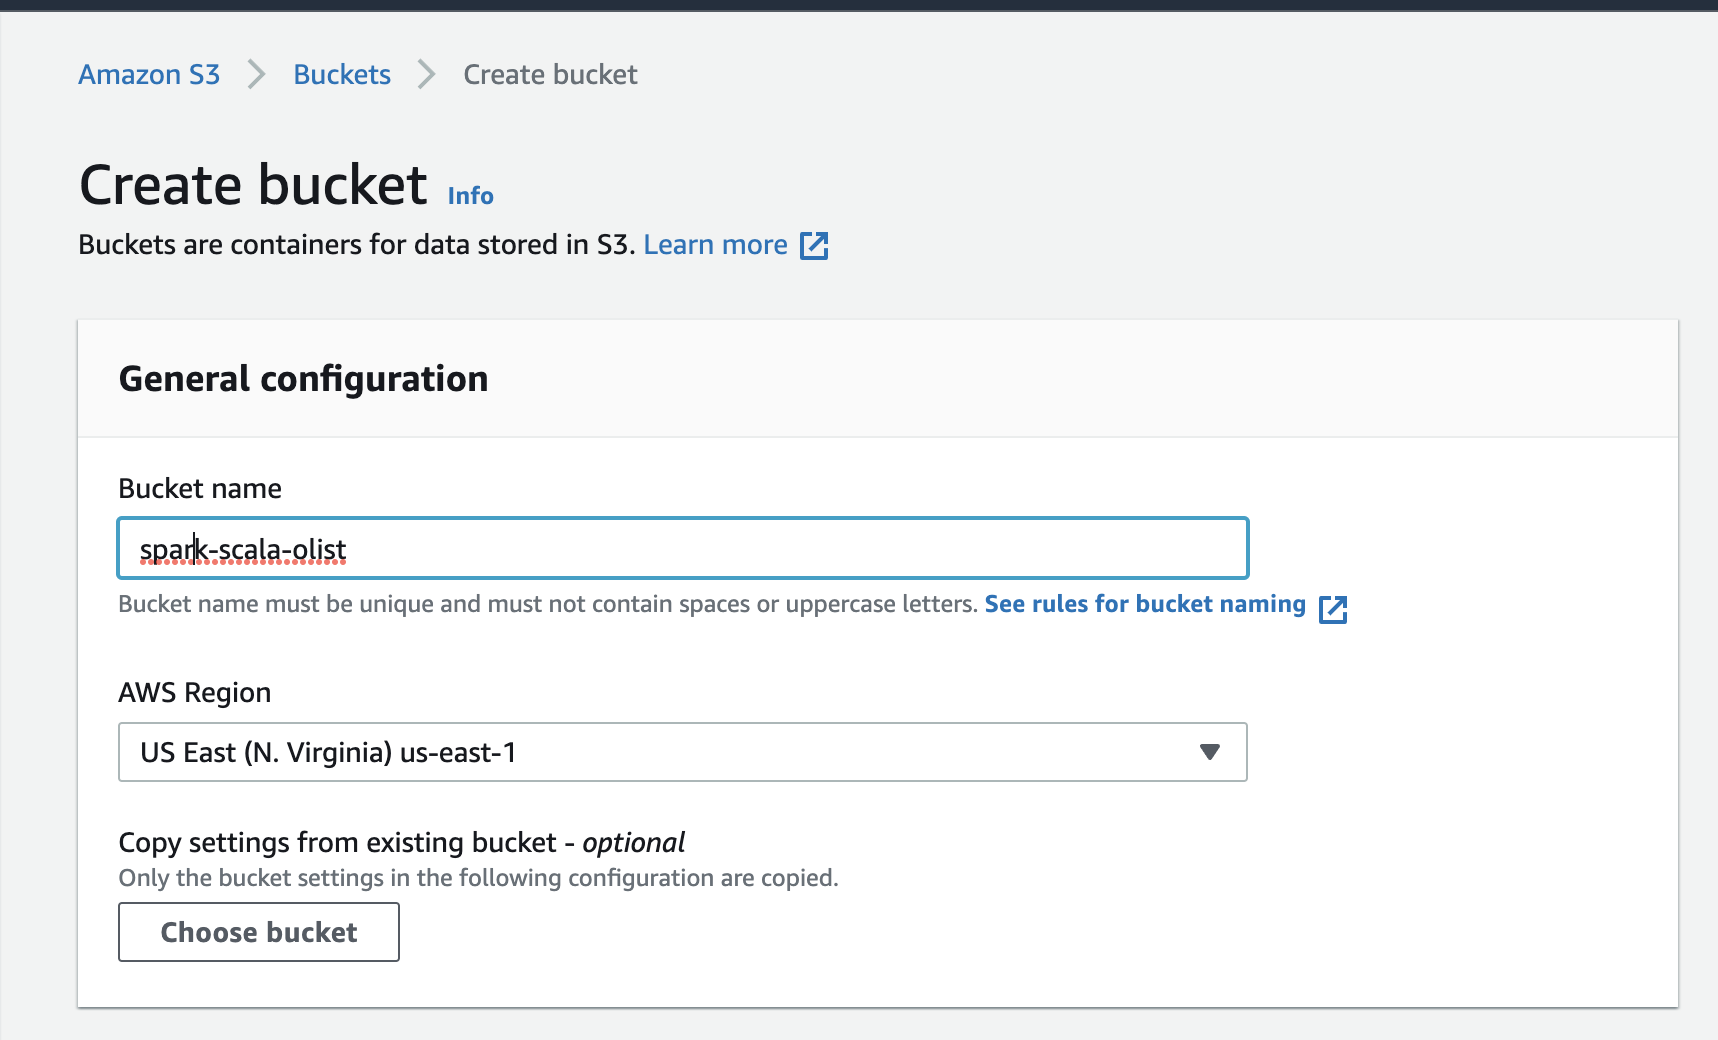 Amazon S3 Buckets Create bucket
Create bucket Info
Buckets are containers for data stored in S3. Learn more
General configuration
Bucket name
spark-scala-olist
Bucket name must be unique and must not contain spaces or uppercase letters. See rules for bucket naming
AWS Region
US East (N. Virginia) us-east-1
Copy settings from existing bucket - optional
Only the bucket settings in the following configuration are copied.
Choose bucket